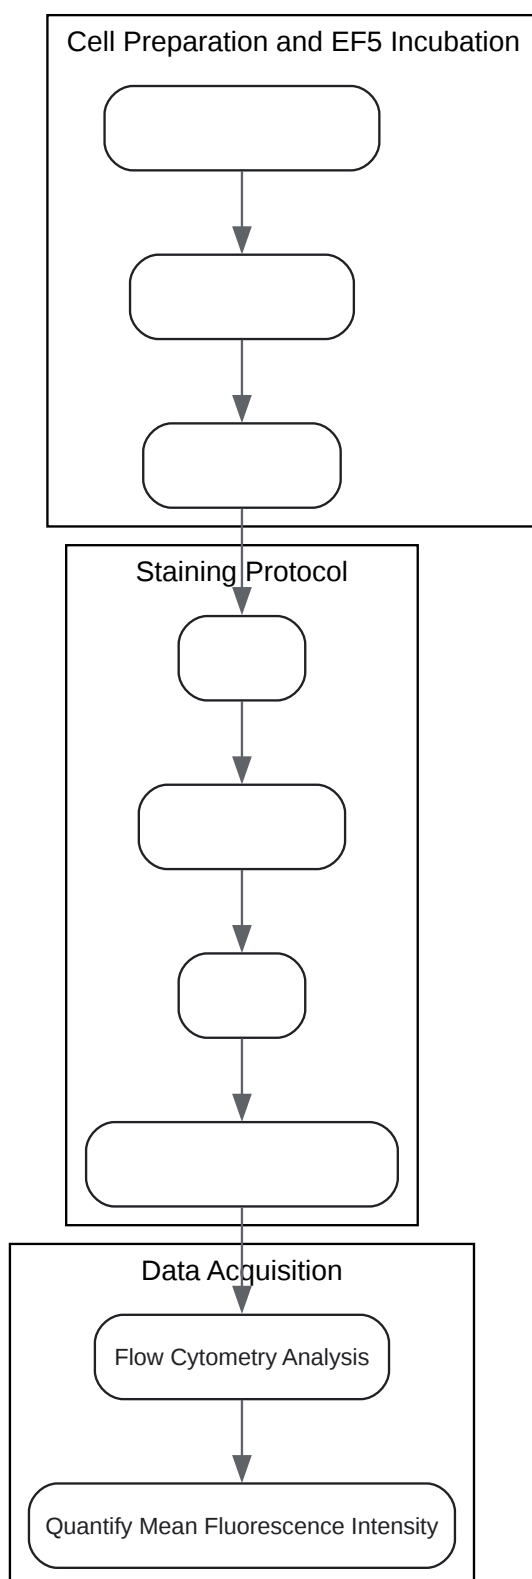 Cell Preparation and EF5 Incubation
Staining Protocol
Data Acquisition
Flow Cytometry Analysis
Quantify Mean Fluorescence Intensity